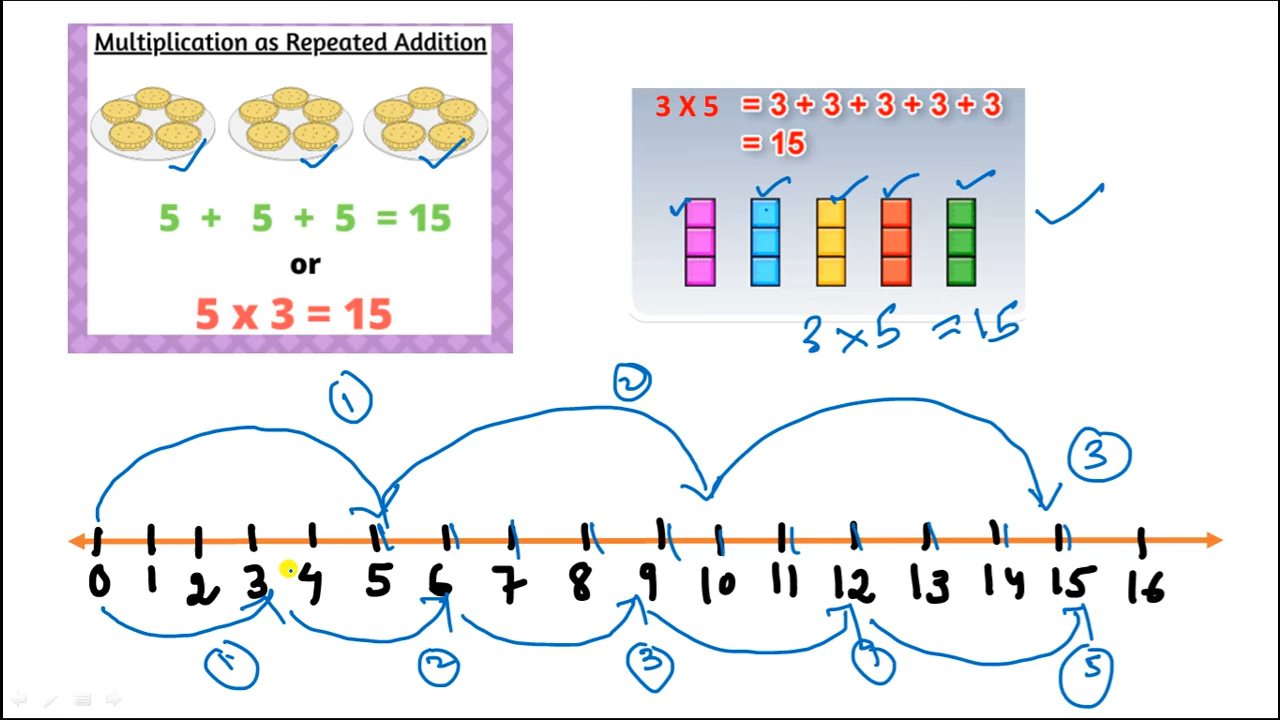 Multiplication as Repeated Addition
5 + 5 + 5 = 15
or
5 x 3 = 15
3 X 5 = 3 + 3 + 3 + 3 + 3
= 15
3 × 5 = 15
1 2 3
0 1 2 3 4 5 6 7 8 9 10 11 12 13 14 15 16
1 2 3 4 5